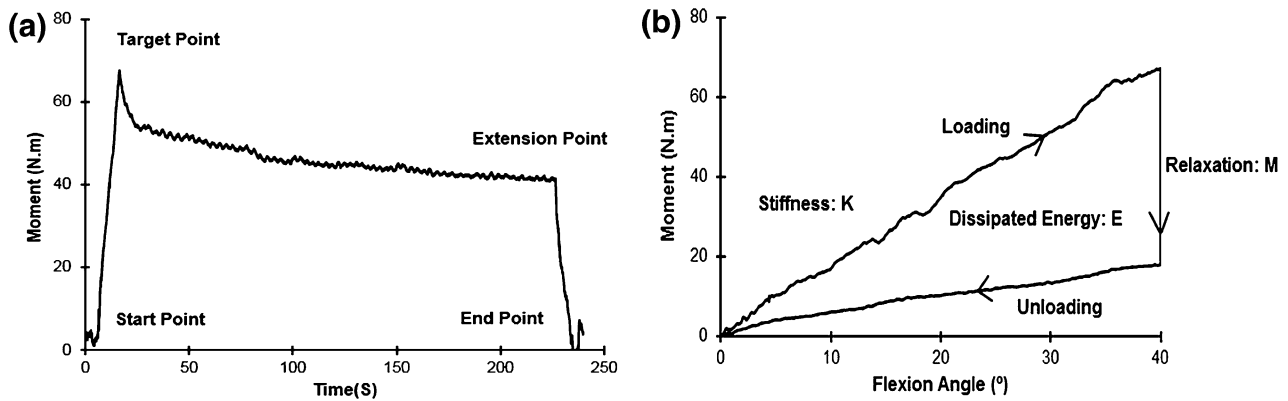 (a)
80
60
40
20
0
Moment (N.m)
Target Point
Extension Point
Start Point
End Point
0 50 100 150 200 250
Time(S)
(b)
80
60
40
20
0
Moment (N.m)
Loading
Relaxation: M
Stiffness: K
Dissipated Energy: E
Unloading
0 10 20 30 40
Flexion Angle (º)